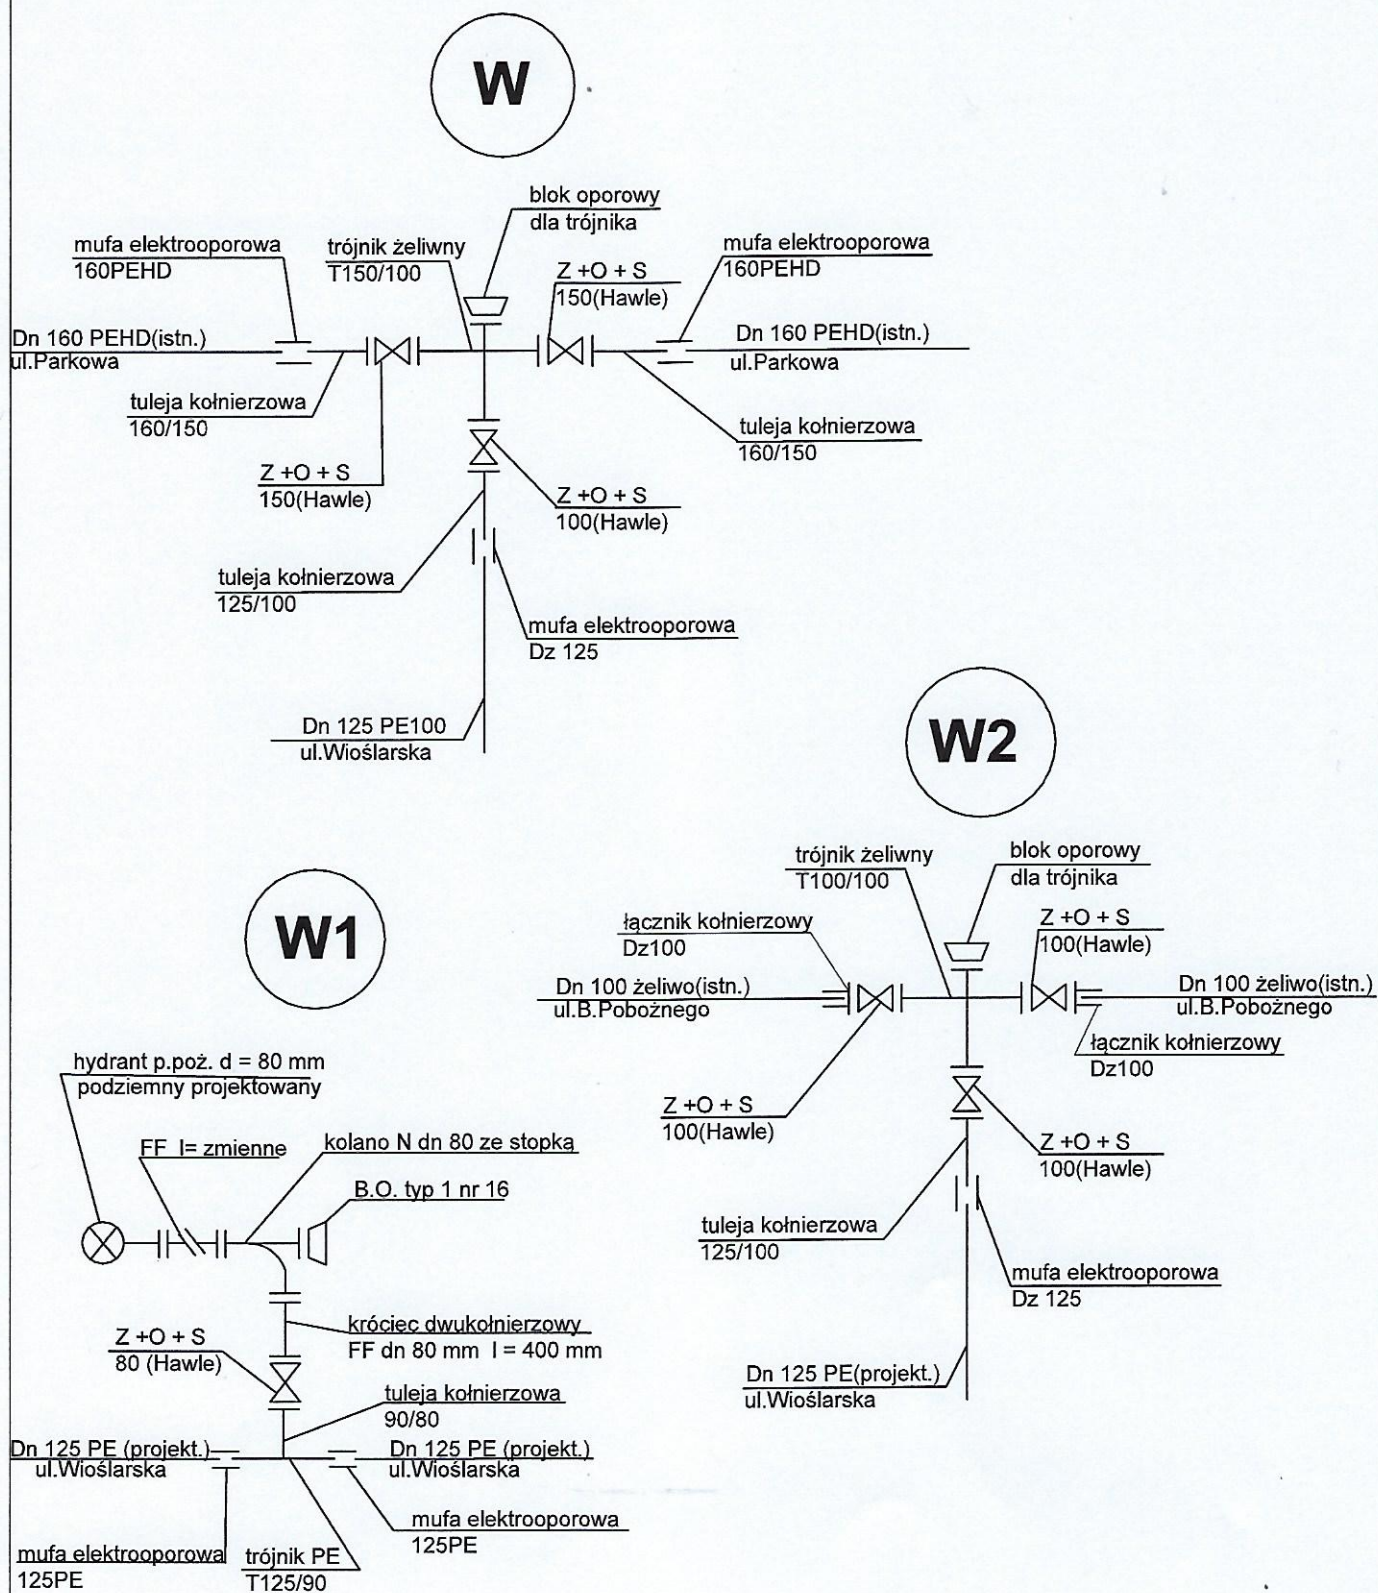 W
blok oporowy
dla trójnika
mufa elektrooporowa
160PEHD
trójnik żeliwny
T150/100
Z +O + S
150(Hawle)
mufa elektrooporowa
160PEHD
Dn 160 PEHD(istn.)
ul.Parkowa
Dn 160 PEHD(istn.)
ul.Parkowa
tuleja kołnierzowa
160/150
tuleja kołnierzowa
160/150
Z +O + S
150(Hawle)
Z +O + S
100(Hawle)
tuleja kołnierzowa
125/100
mufa elektrooporowa
Dz 125
Dn 125 PE100
ul.Wioślarska
W2
trójnik żeliwny
T100/100
blok oporowy
dla trójnika
łącznik kołnierzowy
Dz100
Z +O + S
100(Hawle)
Dn 100 żeliwo(istn.)
ul.B.Pobożnego
Dn 100 żeliwo(istn.)
ul.B.Pobożnego
łącznik kołnierzowy
Dz100
Z +O + S
100(Hawle)
Z +O + S
100(Hawle)
tuleja kołnierzowa
125/100
mufa elektrooporowa
Dz 125
Dn 125 PE(projekt.)
ul.Wioślarska
W1
hydrant p.poż. d = 80 mm
podziemny projektowany
FF l= zmienne
kolano N dn 80 ze stopką
B.O. typ 1 nr 16
króciec dwukołnierzowy
FF dn 80 mm l = 400 mm
Z +O + S
80 (Hawle)
tuleja kołnierzowa
90/80
Dn 125 PE (projekt.)
ul.Wioślarska
Dn 125 PE (projekt.)
ul.Wioślarska
mufa elektrooporowa
125PE
mufa elektrooporowa
125PE
trójnik PE
T125/90